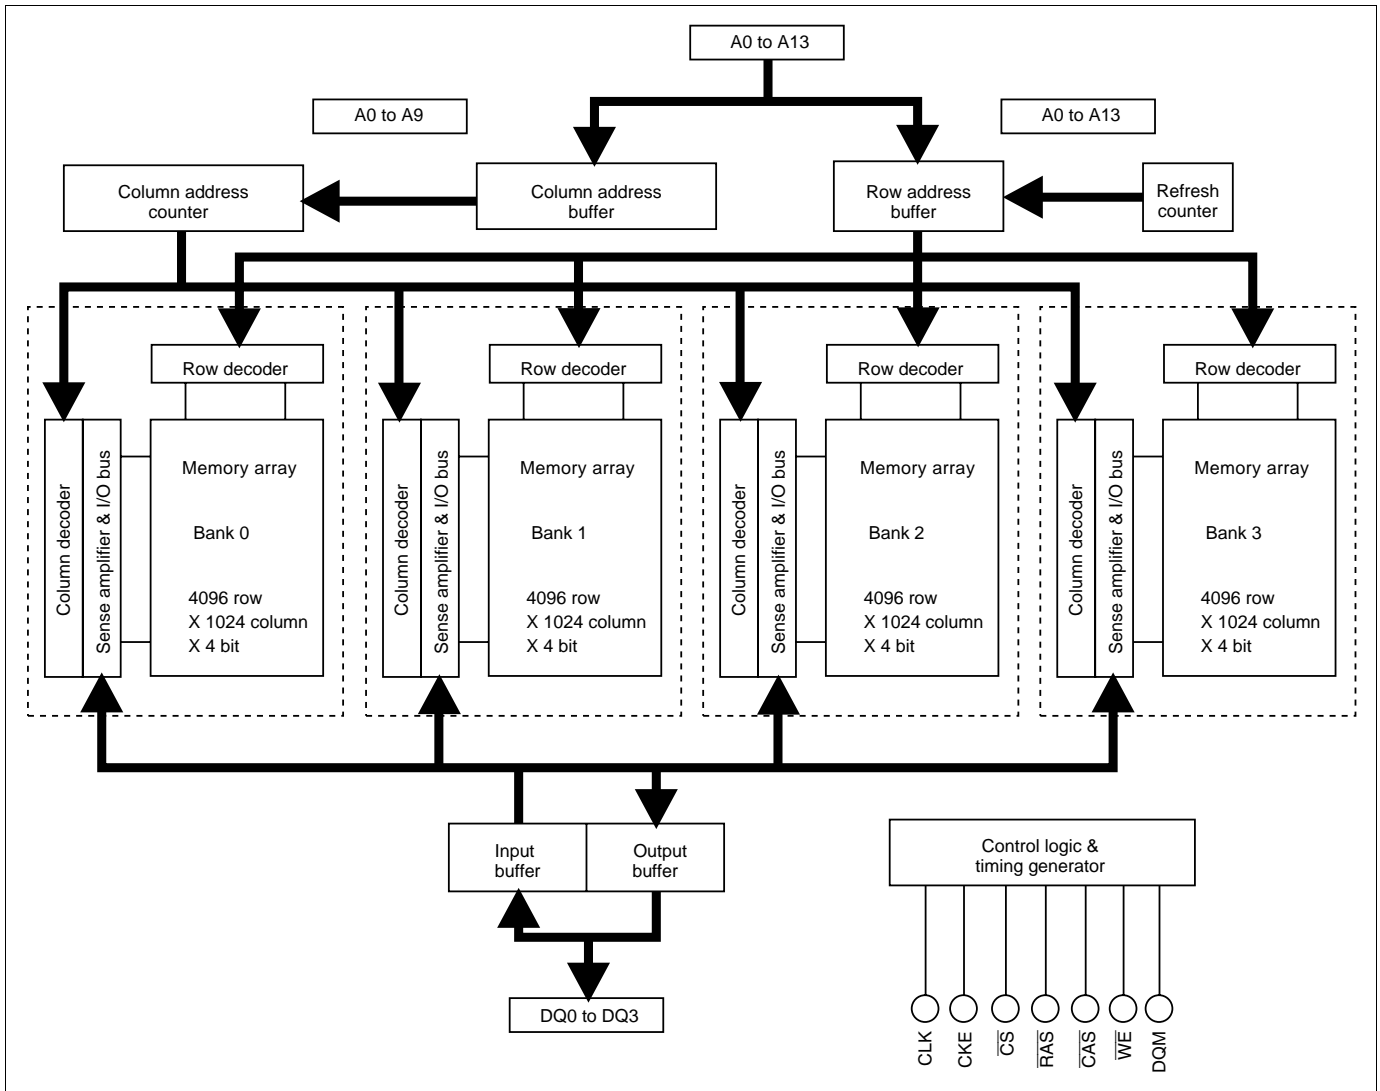 A0 to A13
A0 to A9
A0 to A13
Column address
counter
Column address
buffer
Row address
buffer
Refresh
counter
Row decoder
Row decoder
Row decoder
Row decoder
Column decoder
Sense amplifier & I/O bus
Memory array
Bank 0
4096 row
X 1024 column
X 4 bit
Column decoder
Sense amplifier & I/O bus
Memory array
Bank 1
4096 row
X 1024 column
X 4 bit
Column decoder
Sense amplifier & I/O bus
Memory array
Bank 2
4096 row
X 1024 column
X 4 bit
Column decoder
Sense amplifier & I/O bus
Memory array
Bank 3
4096 row
X 1024 column
X 4 bit
Input
buffer
Output
buffer
Control logic &
timing generator
DQ0 to DQ3
CLK
CKE
C̅S̅
R̅A̅S̅
C̅A̅S̅
W̅E̅
DQM